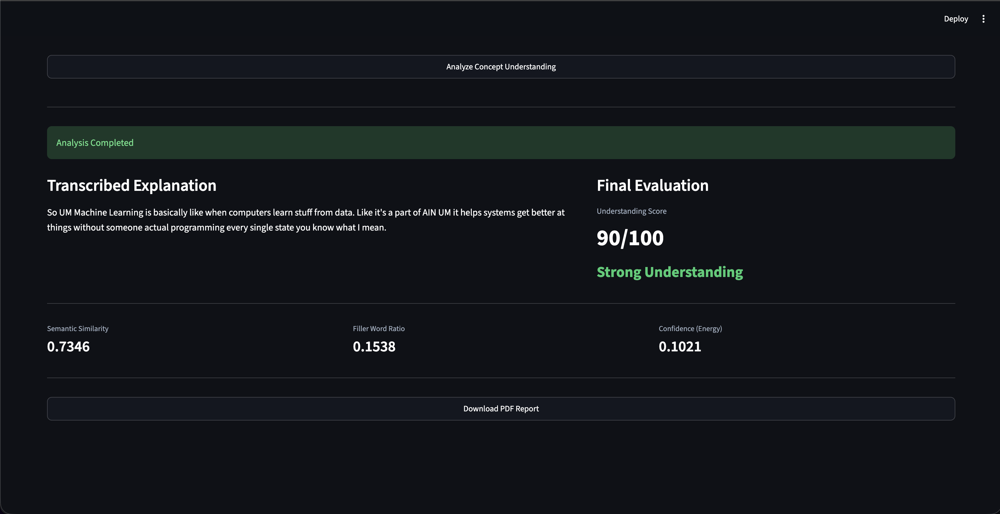 Deploy
Analyze Concept Understanding
Analysis Completed
Transcribed Explanation
So UM Machine Learning is basically like when computers learn stuff from data. Like it's a part of AIN UM it helps systems get better at
things without someone actual programming every single state you know what I mean.
Final Evaluation
Understanding Score
90/100
Strong Understanding
Semantic Similarity
0.7346
Filler Word Ratio
0.1538
Confidence (Energy)
0.1021
Download PDF Report